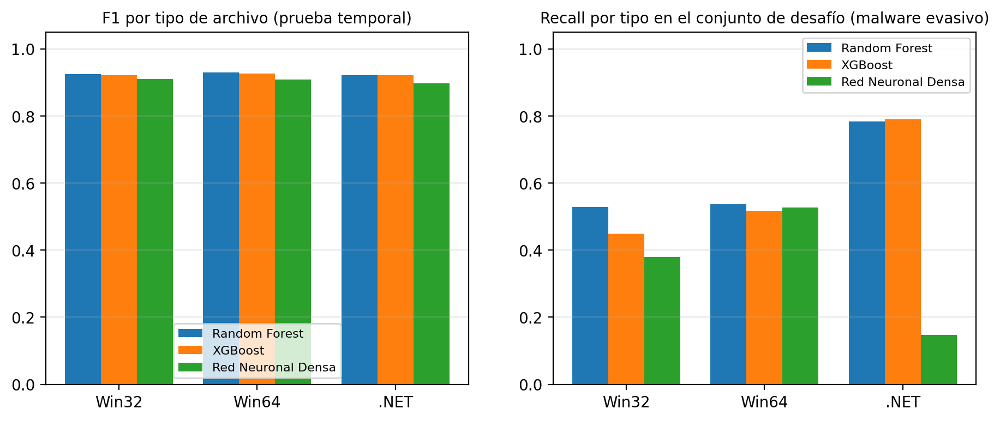 F1 por tipo de archivo (prueba temporal)
1.0
0.8
0.6
0.4
0.2
0.0
Random Forest
XGBoost
Red Neuronal Densa
Win32
Win64
.NET
Recall por tipo en el conjunto de desafío (malware evasivo)
1.0
0.8
0.6
0.4
0.2
0.0
Random Forest
XGBoost
Red Neuronal Densa
Win32
Win64
.NET